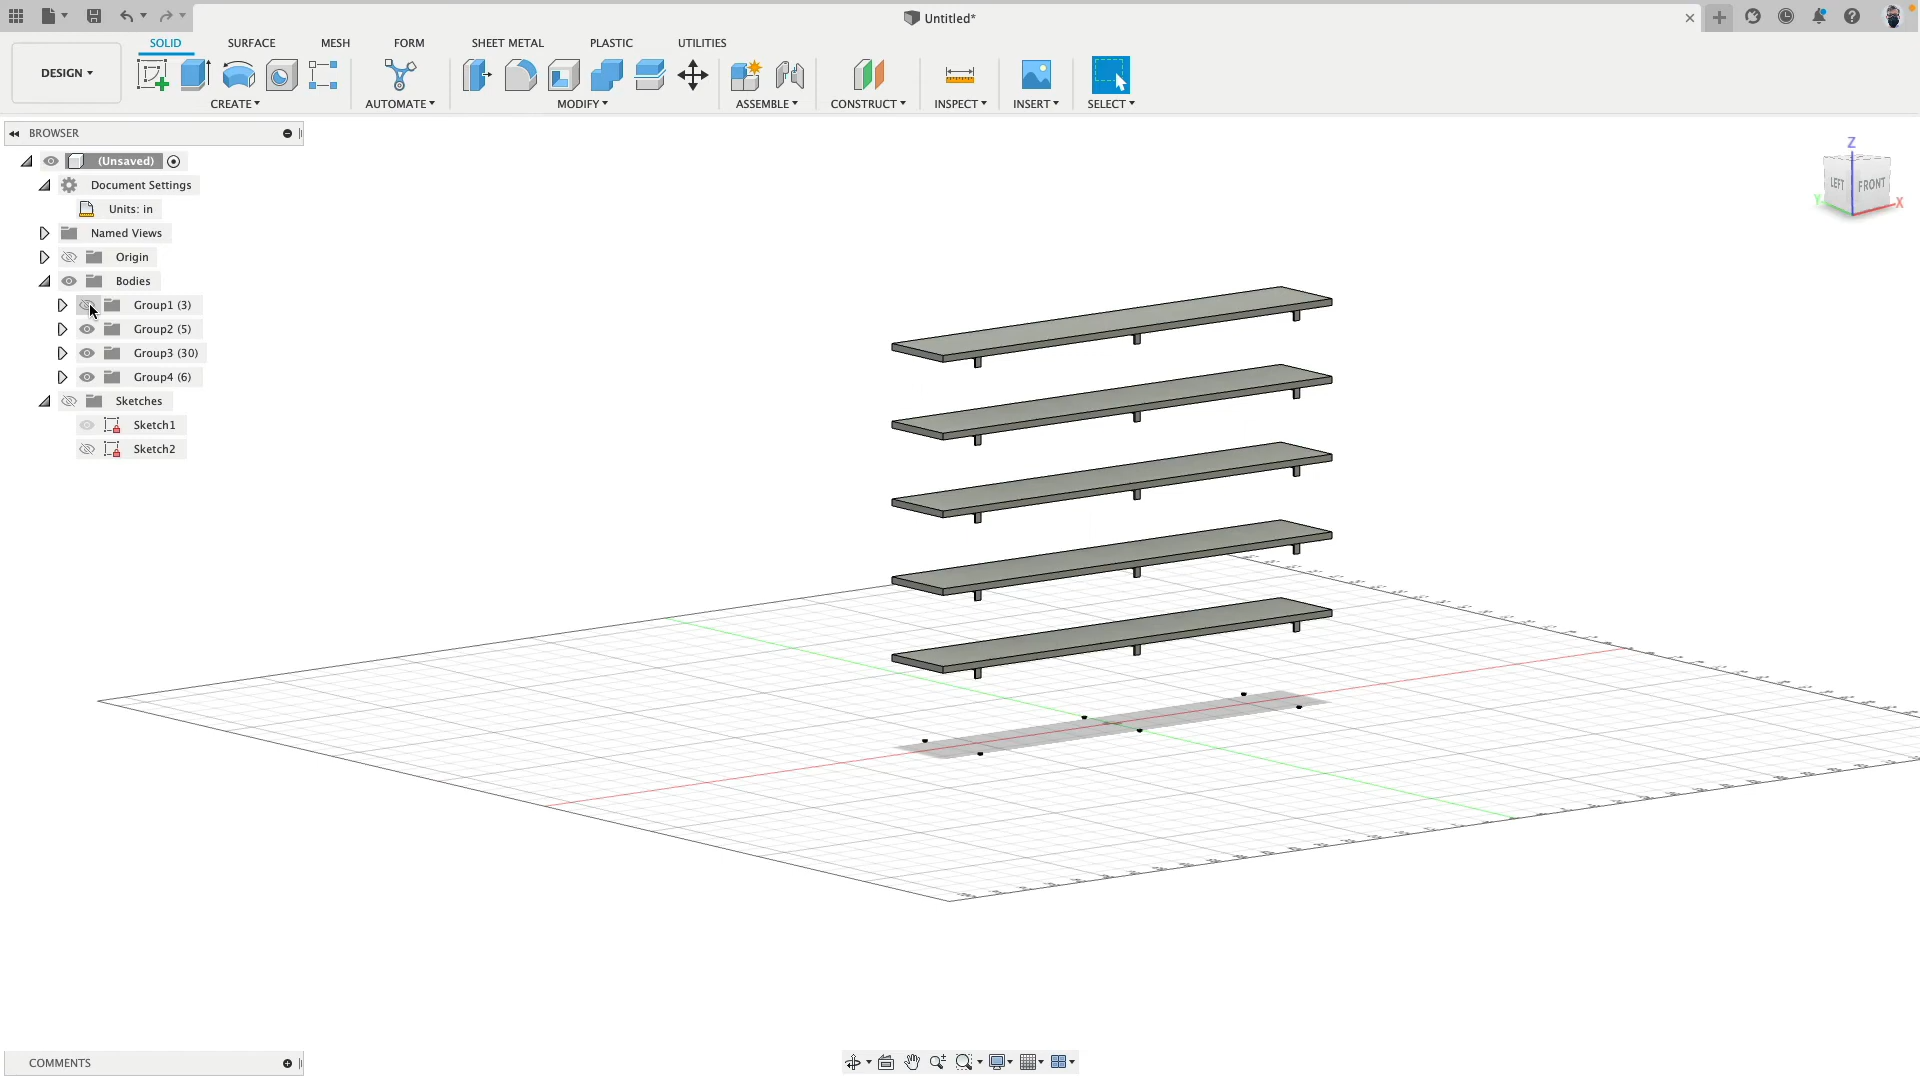 Untitled*
DESIGN
SOLID SURFACE MESH FORM SHEET METAL PLASTIC UTILITIES
CREATE AUTOMATE MODIFY ASSEMBLE CONSTRUCT INSPECT INSERT SELECT
BROWSER
(Unsaved)
Document Settings
Units: in
Named Views
Origin
Bodies
Group1 (3)
Group2 (5)
Group3 (30)
Group4 (6)
Sketches
Sketch1
Sketch2
Z
LEFT FRONT
Y X
COMMENTS